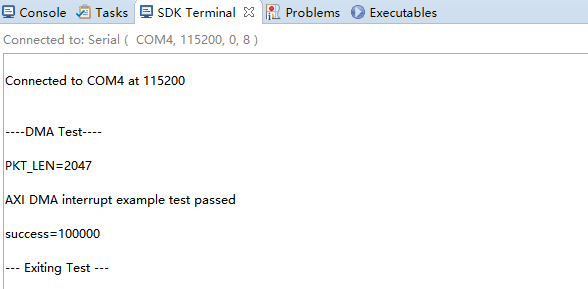 Console Tasks SDK Terminal Problems Executables
Connected to: Serial ( COM4, 115200, 0, 8 )
Connected to COM4 at 115200
----DMA Test----
PKT_LEN=2047
AXI DMA interrupt example test passed
success=100000
--- Exiting Test ---